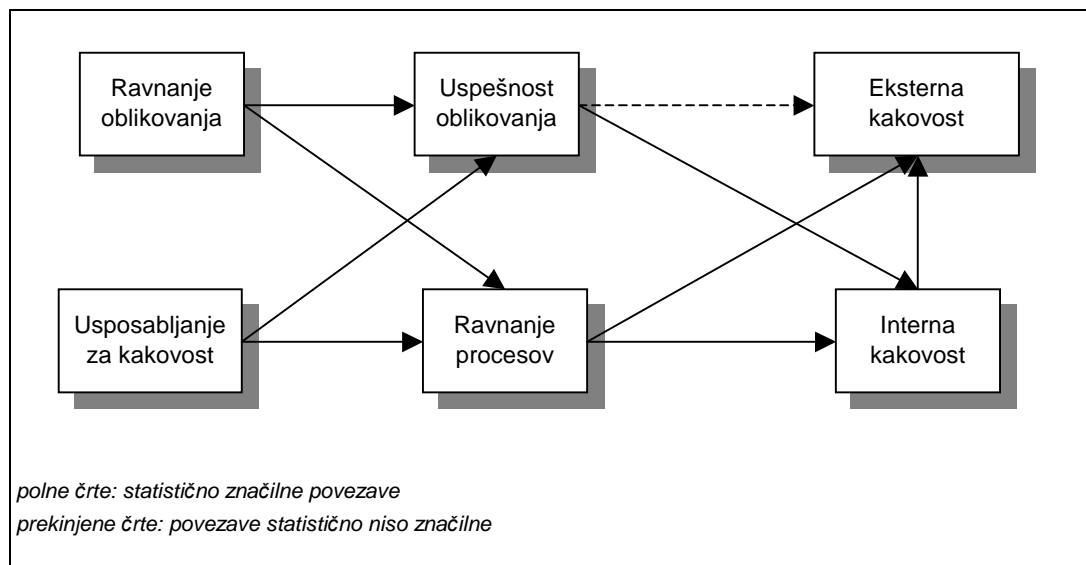 Ravnanje
oblikovanja
Uspešnost
oblikovanja
Eksterna
kakovost
Usposabljanje
za kakovost
Ravnanje
procesov
Interna
kakovost
polne črte: statistično značilne povezave
prekinjene črte: povezave statistično niso značilne